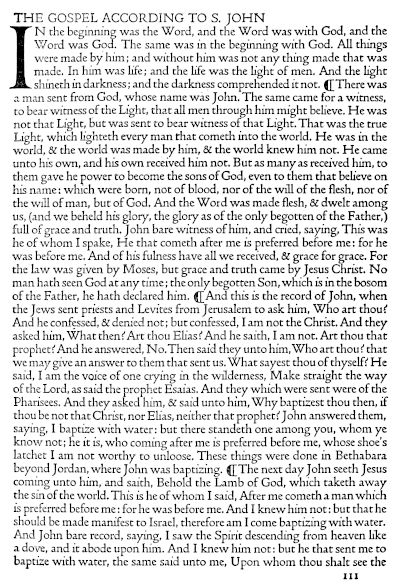 THE GOSPEL ACCORDING TO S. JOHN
IN the beginning was the Word, and the Word was with God, and the
Word was God. The same was in the beginning with God. All things
were made by him; and without him was not any thing made that was
made. In him was life; and the life was the light of men. And the light
shineth in darkness; and the darkness comprehended it not. ¶ There was
a man sent from God, whose name was John. The same came for a witness,
to bear witness of the Light, that all men through him might believe. He was
not that Light, but was sent to bear witness of that Light. That was the true
Light, which lighteth every man that cometh into the world. He was in the
world, & the world was made by him, & the world knew him not. He came
unto his own, and his own received him not. But as many as received him, to
them gave he power to become the sons of God, even to them that believe on
his name: which were born, not of blood, nor of the will of the flesh, nor of
the will of man, but of God. And the Word was made flesh, & dwelt among
us, (and we beheld his glory, the glory as of the only begotten of the Father,)
full of grace and truth. John bare witness of him, and cried, saying, This was
he of whom I spake, He that cometh after me is preferred before me: for he
was before me. And of his fulness have all we received, & grace for grace. For
the law was given by Moses, but grace and truth came by Jesus Christ. No
man hath seen God at any time; the only begotten Son, which is in the bosom
of the Father, he hath declared him. ¶ And this is the record of John, when
the Jews sent priests and Levites from Jerusalem to ask him, Who art thou?
And he confessed, & denied not; but confessed, I am not the Christ. And they
asked him, What then? Art thou Elias? And he saith, I am not. Art thou that
prophet? And he answered, No. Then said they unto him, Who art thou? that
we may give an answer to them that sent us. What sayest thou of thyself? He
said, I am the voice of one crying in the wilderness, Make straight the way
of the Lord, as said the prophet Esaias. And they which were sent were of the
Pharisees. And they asked him, & said unto him, Why baptizest thou then, if
thou be not that Christ, nor Elias, neither that prophet? John answered them,
saying, I baptize with water: but there standeth one among you, whom ye
know not; he it is, who coming after me is preferred before me, whose shoe's
latchet I am not worthy to unloose. These things were done in Bethabara
beyond Jordan, where John was baptizing. ¶ The next day John seeth Jesus
coming unto him, and saith, Behold the Lamb of God, which taketh away
the sin of the world. This is he of whom I said, After me cometh a man which
is preferred before me: for he was before me. And I knew him not: but that he
should be made manifest to Israel, therefore am I come baptizing with water.
And John bare record, saying, I saw the Spirit descending from heaven like
a dove, and it abode upon him. And I knew him not: but he that sent me to
baptize with water, the same said unto me, Upon whom thou shalt see the
111